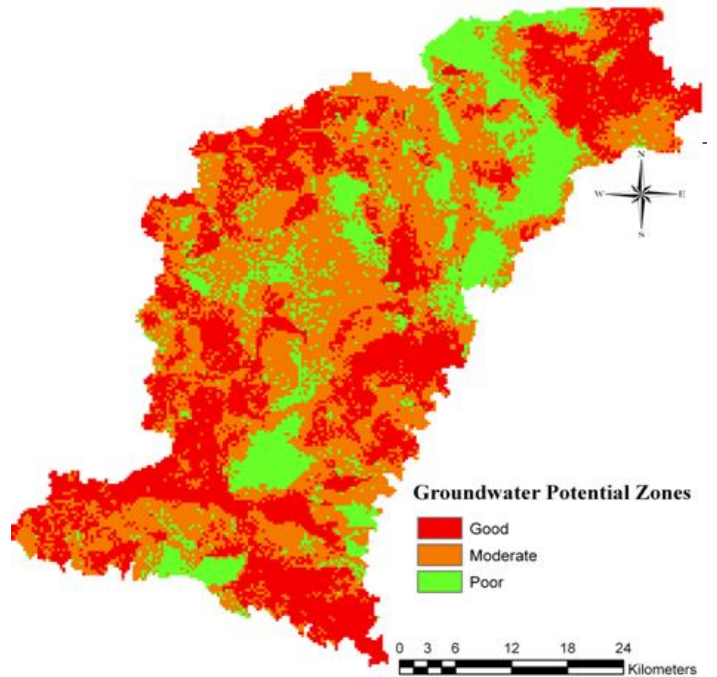 N
W E
S
Groundwater Potential Zones
Good
Moderate
Poor
0 3 6 12 18 24
Kilometers